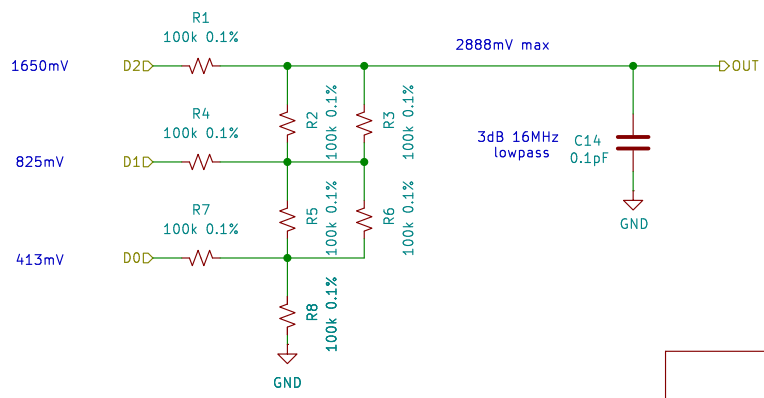 R1
100k 0.1%
2888mV max
1650mV
D2
OUT
R2
100k 0.1%
R3
100k 0.1%
R4
100k 0.1%
3dB 16MHz
lowpass
C14
0.1pF
825mV
D1
R5
100k 0.1%
R6
100k 0.1%
R7
100k 0.1%
GND
413mV
D0
R8
100k 0.1%
GND